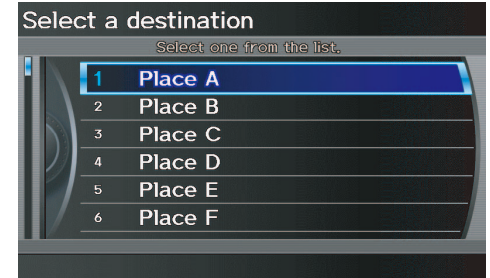 Select a destination
Select one from the list.
1 Place A
2 Place B
3 Place C
4 Place D
5 Place E
6 Place F